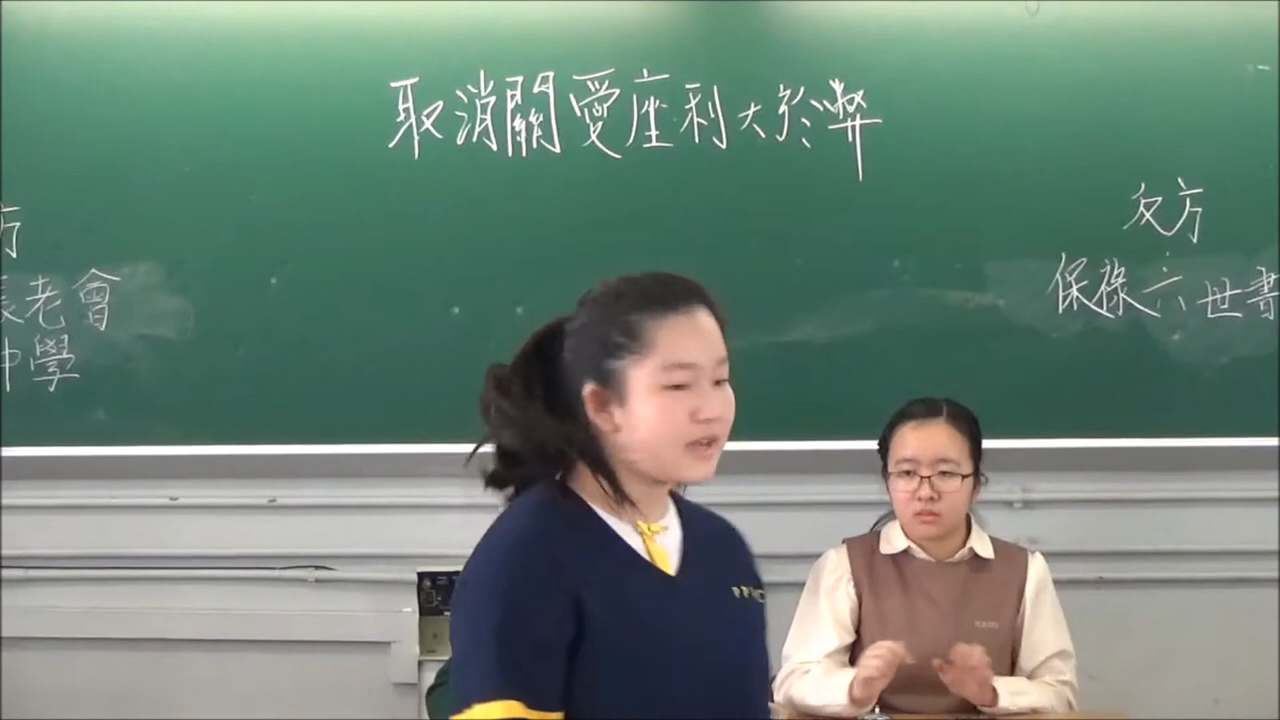 取消關愛座利大於弊
方
長老會
中學
反方
保祿六世書